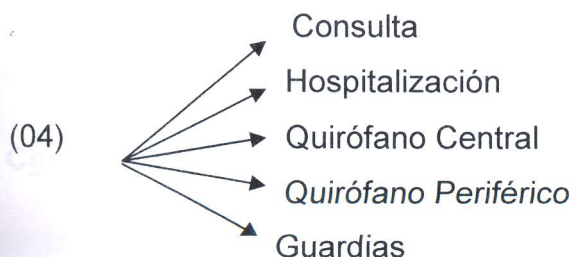 Consulta
Hospitalización
(04)
Quirófano Central
Quirófano Periférico
Guardias